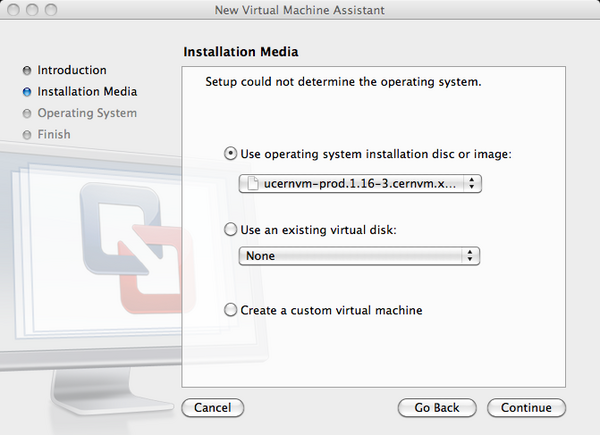 New Virtual Machine Assistant
Installation Media
Introduction
Installation Media
Operating System
Finish
Setup could not determine the operating system.
Use operating system installation disc or image:
ucernvm-prod.1.16-3.cernvm.x...
Use an existing virtual disk:
None
Create a custom virtual machine
Cancel
Go Back
Continue